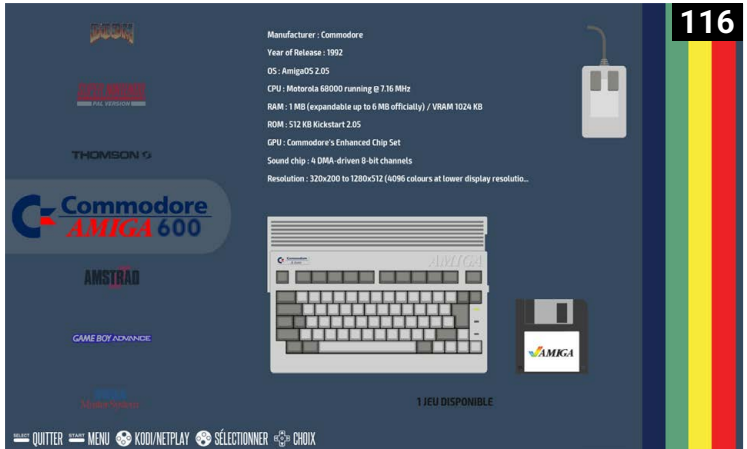 116
DOOM
Manufacturer : Commodore
Year of Release : 1992
OS : AmigaOS 2.05
CPU : Motorola 68000 running @ 7.16 MHz
RAM : 1 MB (expandable up to 6 MB officially) / VRAM 1024 KB
ROM : 512 KB Kickstart 2.05
GPU : Commodore's Enhanced Chip Set
Sound chip : 4 DMA-driven 8-bit channels
Resolution : 320x200 to 1280x512 (4096 colours at lower display resolutio...
PAL VERSION
THOMSON
Commodore
AMIGA 600
AMSTRAD
GAME BOY ADVANCE
Commodore
AMIGA
AMIGA
1 JEU DISPONIBLE
SELECT QUITTER START MENU KODI/NETPLAY SÉLECTIONNER CHOIX